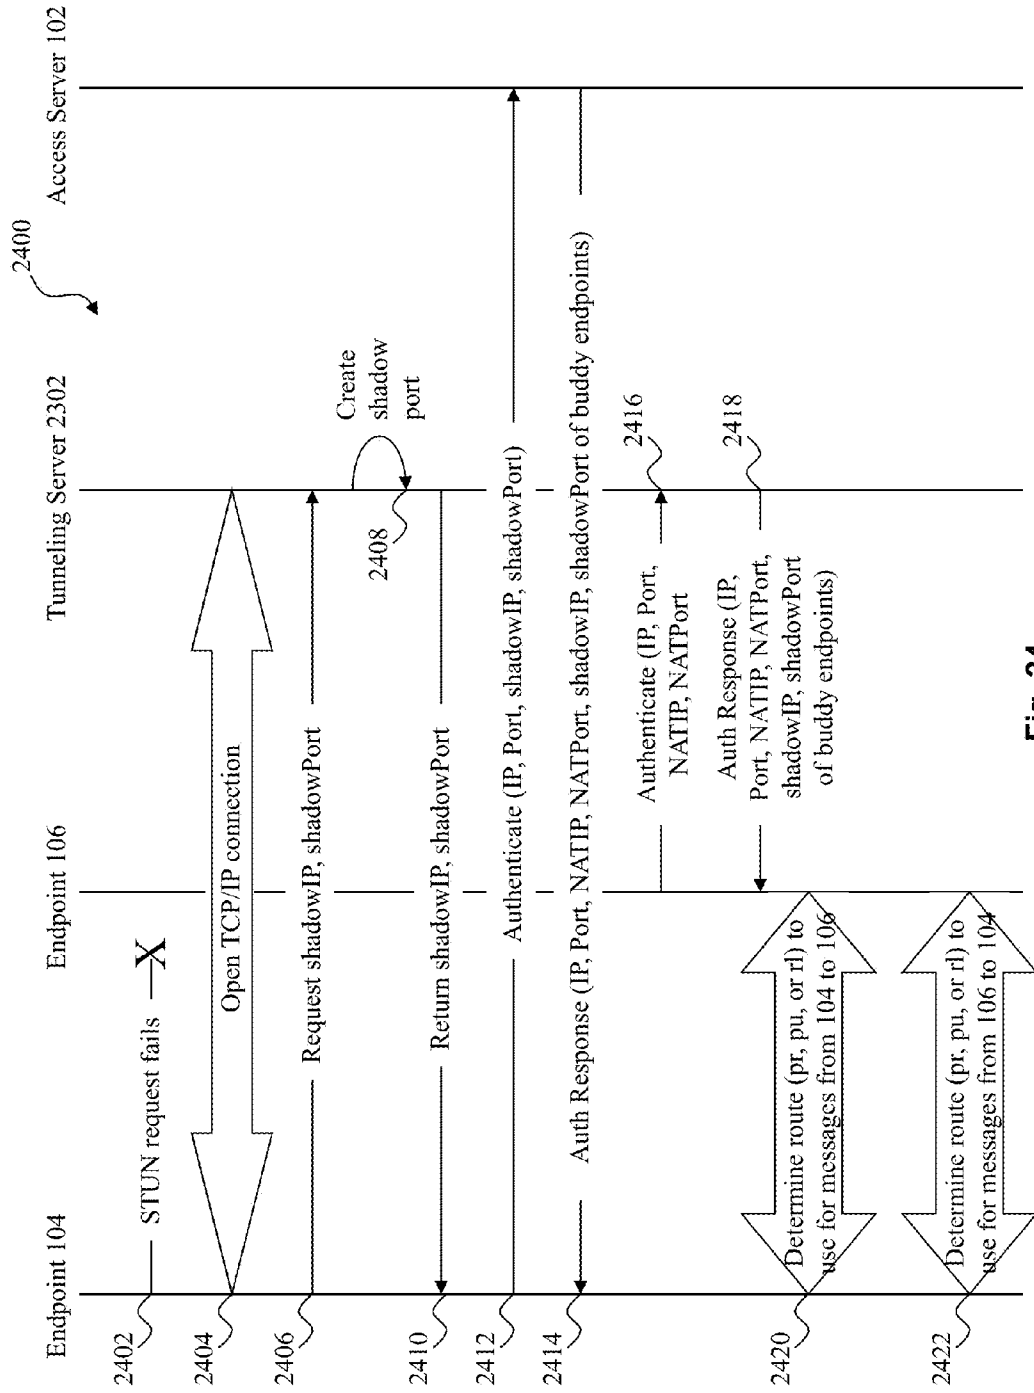 2400
Endpoint 104
Endpoint 106
Tunneling Server 2302
Access Server 102
2402
STUN request fails
X
2404
Open TCP/IP connection
2406
Request shadowIP, shadowPort
Create
shadow
port
2408
2410
Return shadowIP, shadowPort
2412
Authenticate (IP, Port, shadowIP, shadowPort)
2414
Auth Response (IP, Port, NATIP, NATPort, shadowIP, shadowPort of buddy endpoints)
Authenticate (IP, Port,
NATIP, NATPort
2416
Auth Response (IP,
Port, NATIP, NATPort,
shadowIP, shadowPort
of buddy endpoints)
2418
2420
Determine route (pr, pu, or rl) to
use for messages from 104 to 106
2422
Determine route (pr, pu, or rl) to
use for messages from 106 to 104
Fig. 24